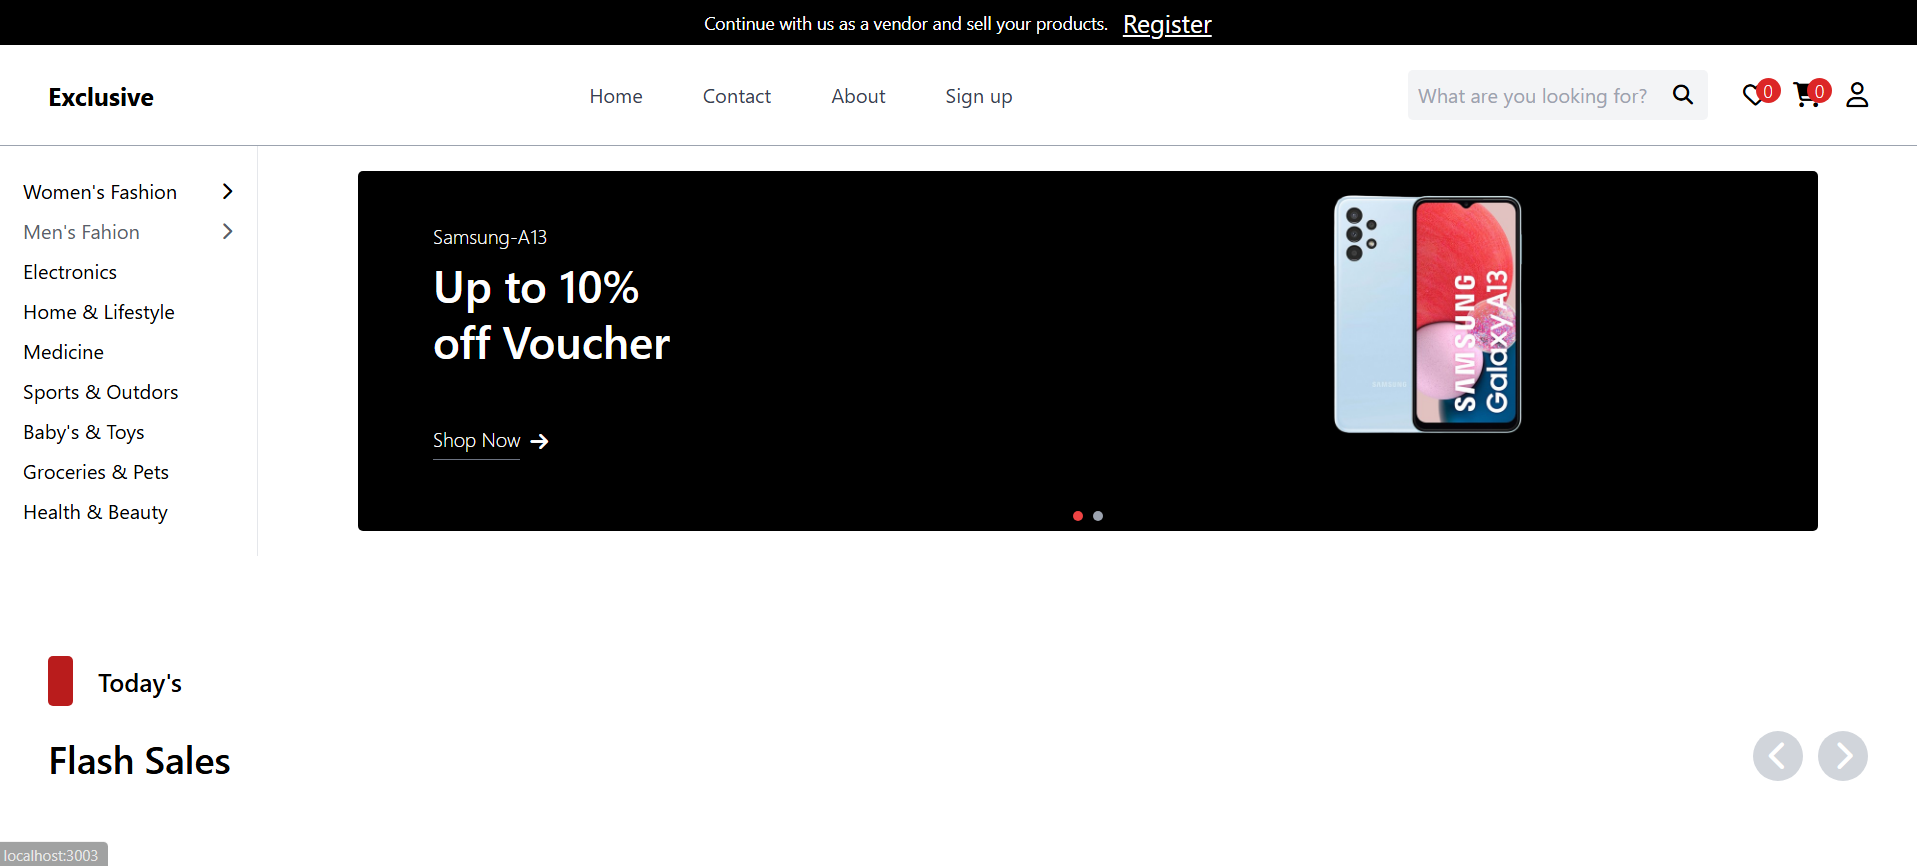 Continue with us as a vendor and sell your products. Register
Exclusive
Home
Contact
About
Sign up
What are you looking for?
0
0
Women's Fashion
Men's Fahion
Electronics
Home & Lifestyle
Medicine
Sports & Outdors
Baby's & Toys
Groceries & Pets
Health & Beauty
Samsung-A13
Up to 10%
off Voucher
Shop Now
SAMSUNG
SAMSUNG
Galaxy A13
Today's
Flash Sales
localhost:3003